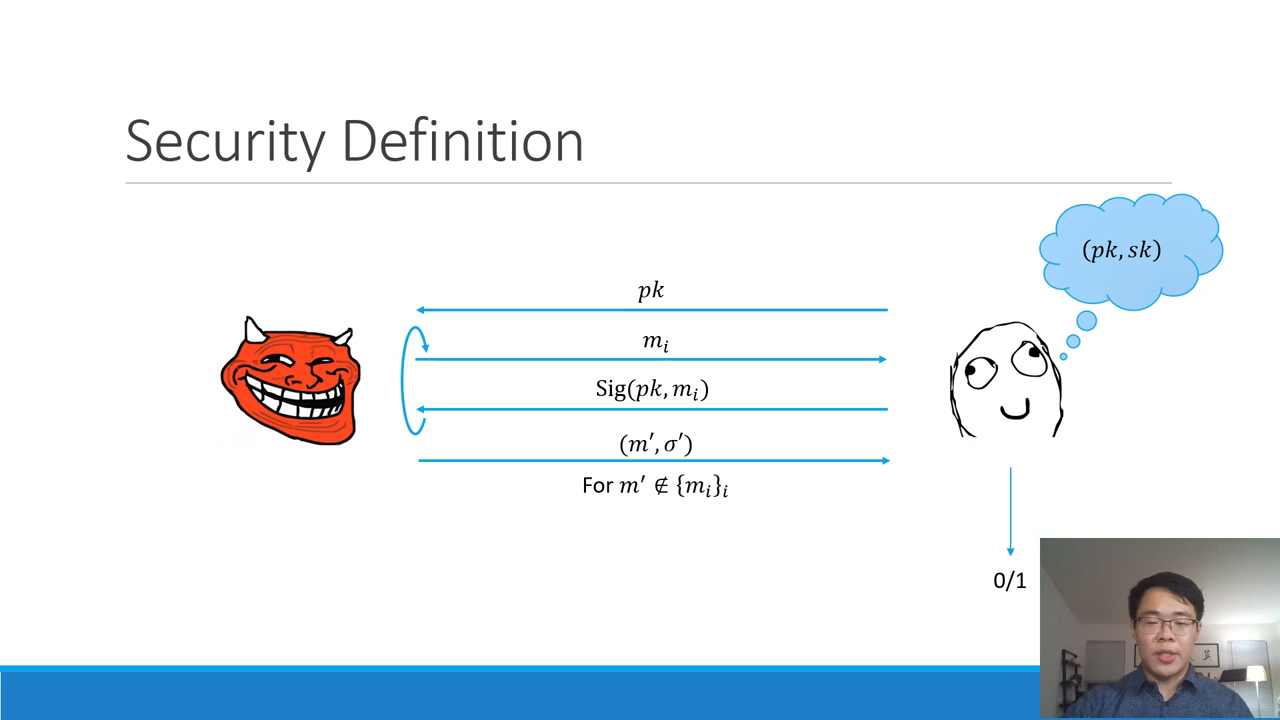 Security Definition
(pk, sk)
pk
m_i
Sig(pk, m_i)
(m′, σ′)
For m′ ∉ {m_i}_i
0/1